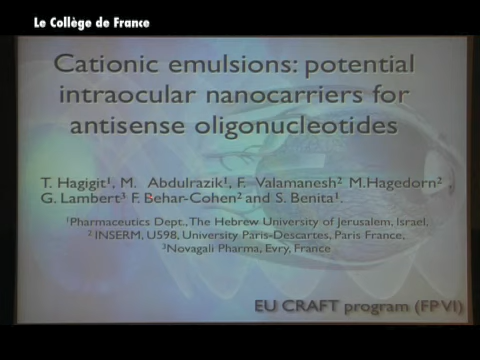 Le Collège de France
Cationic emulsions: potential
intraocular nanocarriers for
antisense oligonucleotides
T. Hagigit¹, M. Abdulrazik¹, F. Valamanesh² M.Hagedorn² ,
G. Lambert³ F. Behar-Cohen² and S. Benita¹.
¹Pharmaceutics Dept., The Hebrew University of Jerusalem, Israel,
² INSERM, U598, University Paris-Descartes, Paris France,
³Novagali Pharma, Evry, France
EU CRAFT program (FP VI)